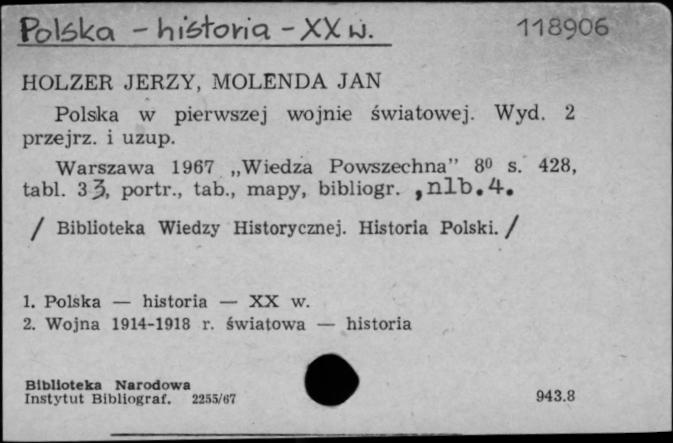 Polska - historia - XX w. 118906
HOLZER JERZY, MOLENDA JAN
Polska w pierwszej wojnie światowej. Wyd. 2
przejrz. i uzup.
Warszawa 1967 „Wiedza Powszechna” 8⁰ s. 428,
tabl. 33, portr., tab., mapy, bibliogr. , nlb. 4.
/ Biblioteka Wiedzy Historycznej. Historia Polski. /
1. Polska — historia — XX w.
2. Wojna 1914-1918 r. światowa — historia
Biblioteka Narodowa
Instytut Bibliograf. 2255/67 943.8